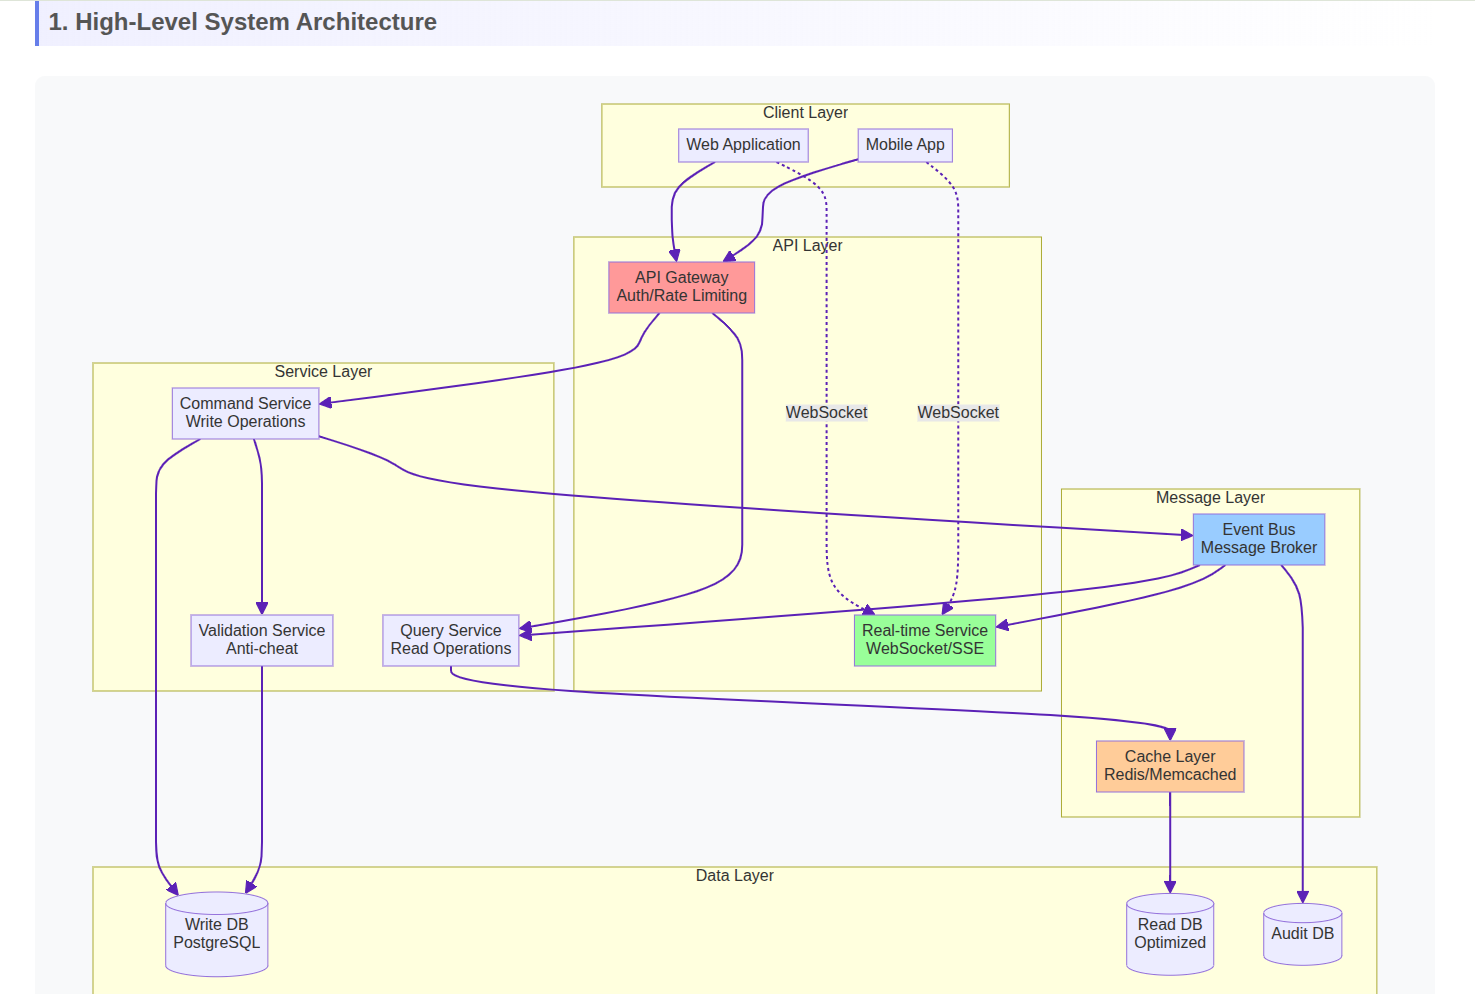 1. High-Level System Architecture
Client Layer
Web Application
Mobile App
API Layer
API Gateway
Auth/Rate Limiting
Service Layer
Command Service
Write Operations
WebSocket
WebSocket
Message Layer
Event Bus
Message Broker
Validation Service
Anti-cheat
Query Service
Read Operations
Real-time Service
WebSocket/SSE
Cache Layer
Redis/Memcached
Data Layer
Write DB
PostgreSQL
Read DB
Optimized
Audit DB